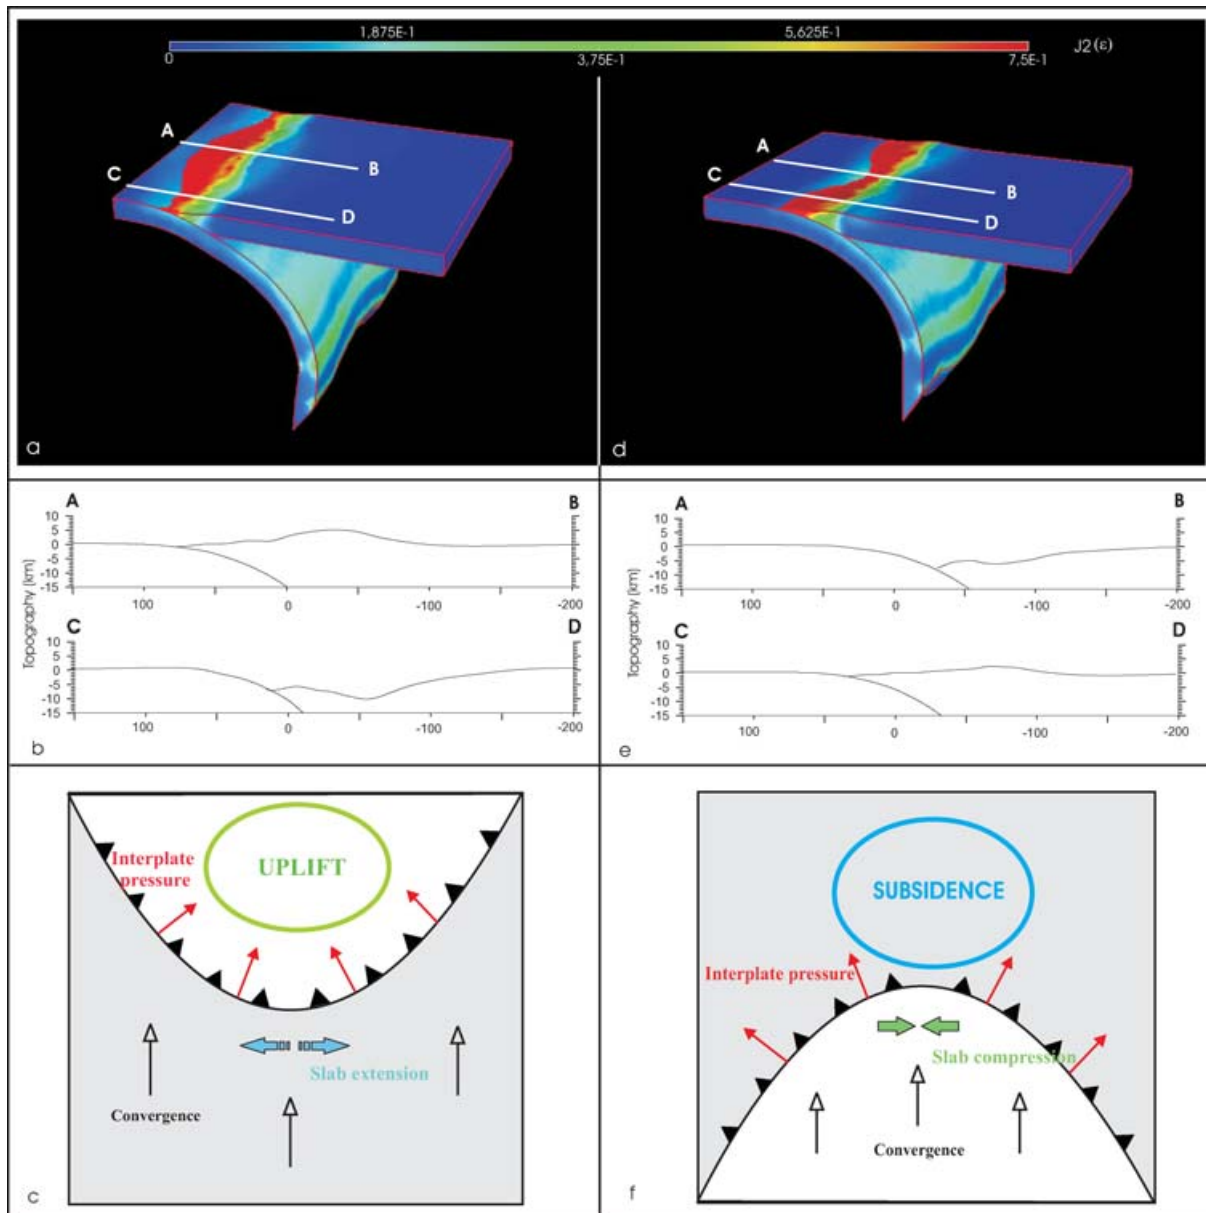 1,875E-1 5,625E-1
0 3,75E-1 7,5E-1 J2(ε)
A
B
C
D
a
A
B
C
D
d
A B
10
5
0
-5
-10
-15
100 0 -100 -200
Topography (km)
C D
10
5
0
-5
-10
-15
100 0 -100 -200
b
A B
10
5
0
-5
-10
-15
100 0 -100 -200
Topography (km)
C D
10
5
0
-5
-10
-15
100 0 -100 -200
e
UPLIFT
Interplate
pressure
Slab extension
Convergence
c
SUBSIDENCE
Interplate pressure
Slab compression
Convergence
f